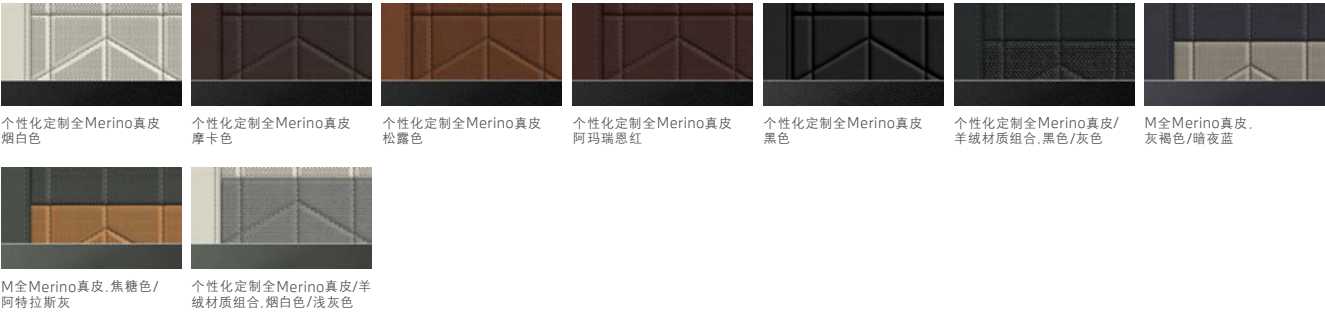 个性化定制全Merino真皮
烟白色
个性化定制全Merino真皮
摩卡色
个性化定制全Merino真皮
松露色
个性化定制全Merino真皮
阿玛瑞恩红
个性化定制全Merino真皮
黑色
个性化定制全Merino真皮/
羊绒材质组合,黑色/灰色
M全Merino真皮,
灰褐色/暗夜蓝
M全Merino真皮,焦糖色/
阿特拉斯灰
个性化定制全Merino真皮/羊
绒材质组合,烟白色/浅灰色